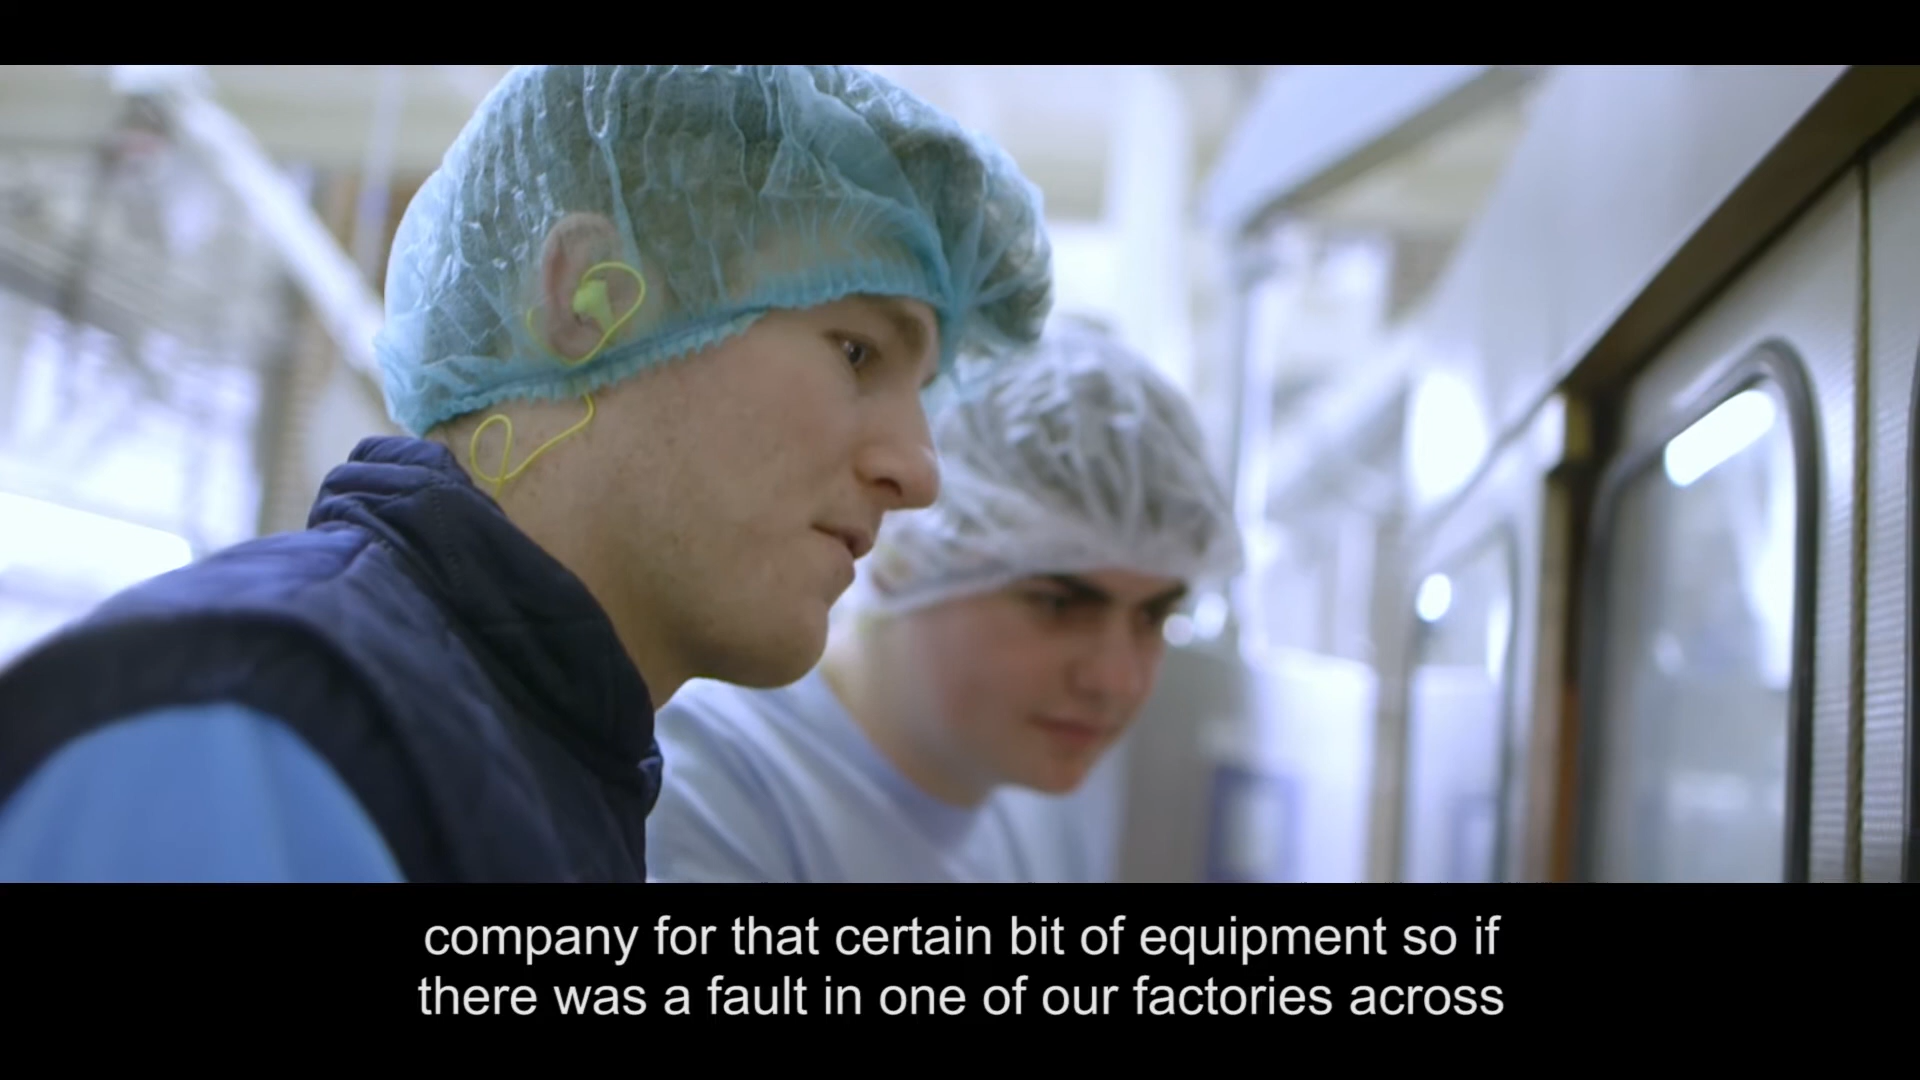 company for that certain bit of equipment so if
there was a fault in one of our factories across